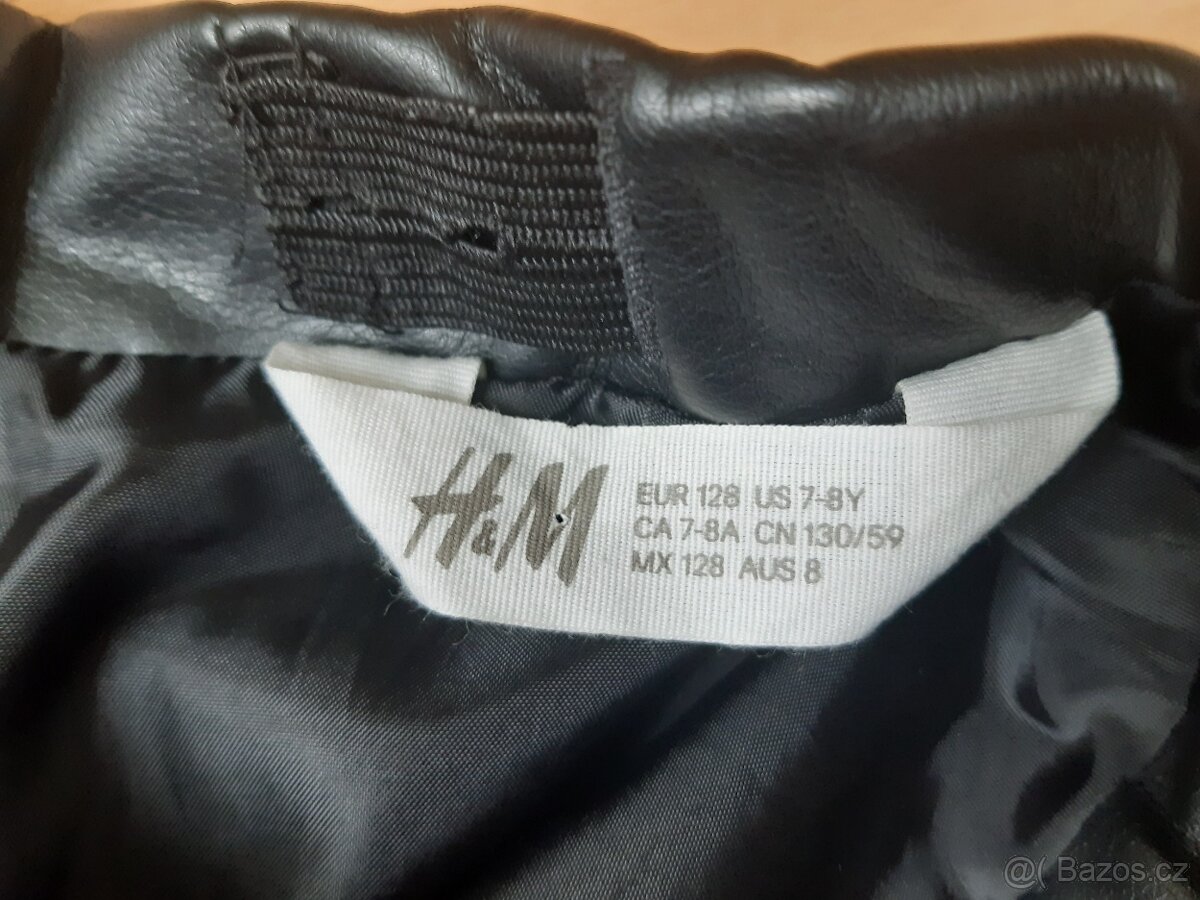 H&M
EUR 128 US 7-8Y
CA 7-8A CN 130/59
MX 128 AUS 8
@( Bazos.cz